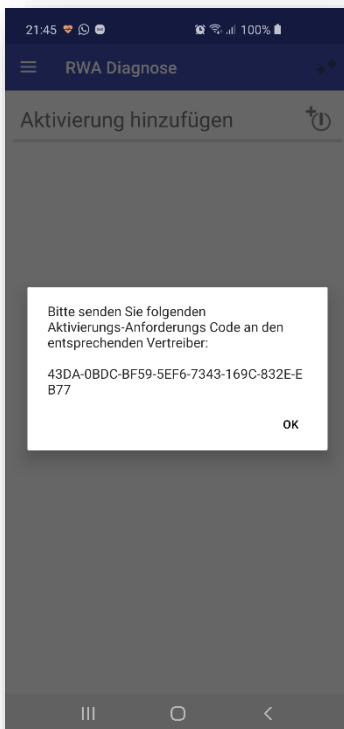 21:45 100%
RWA Diagnose
Aktivierung hinzufügen
Bitte senden Sie folgenden
Aktivierungs-Anforderungs Code an den
entsprechenden Vertreiber:
43DA-0BDC-BF59-5EF6-7343-169C-832E-E
B77
OK